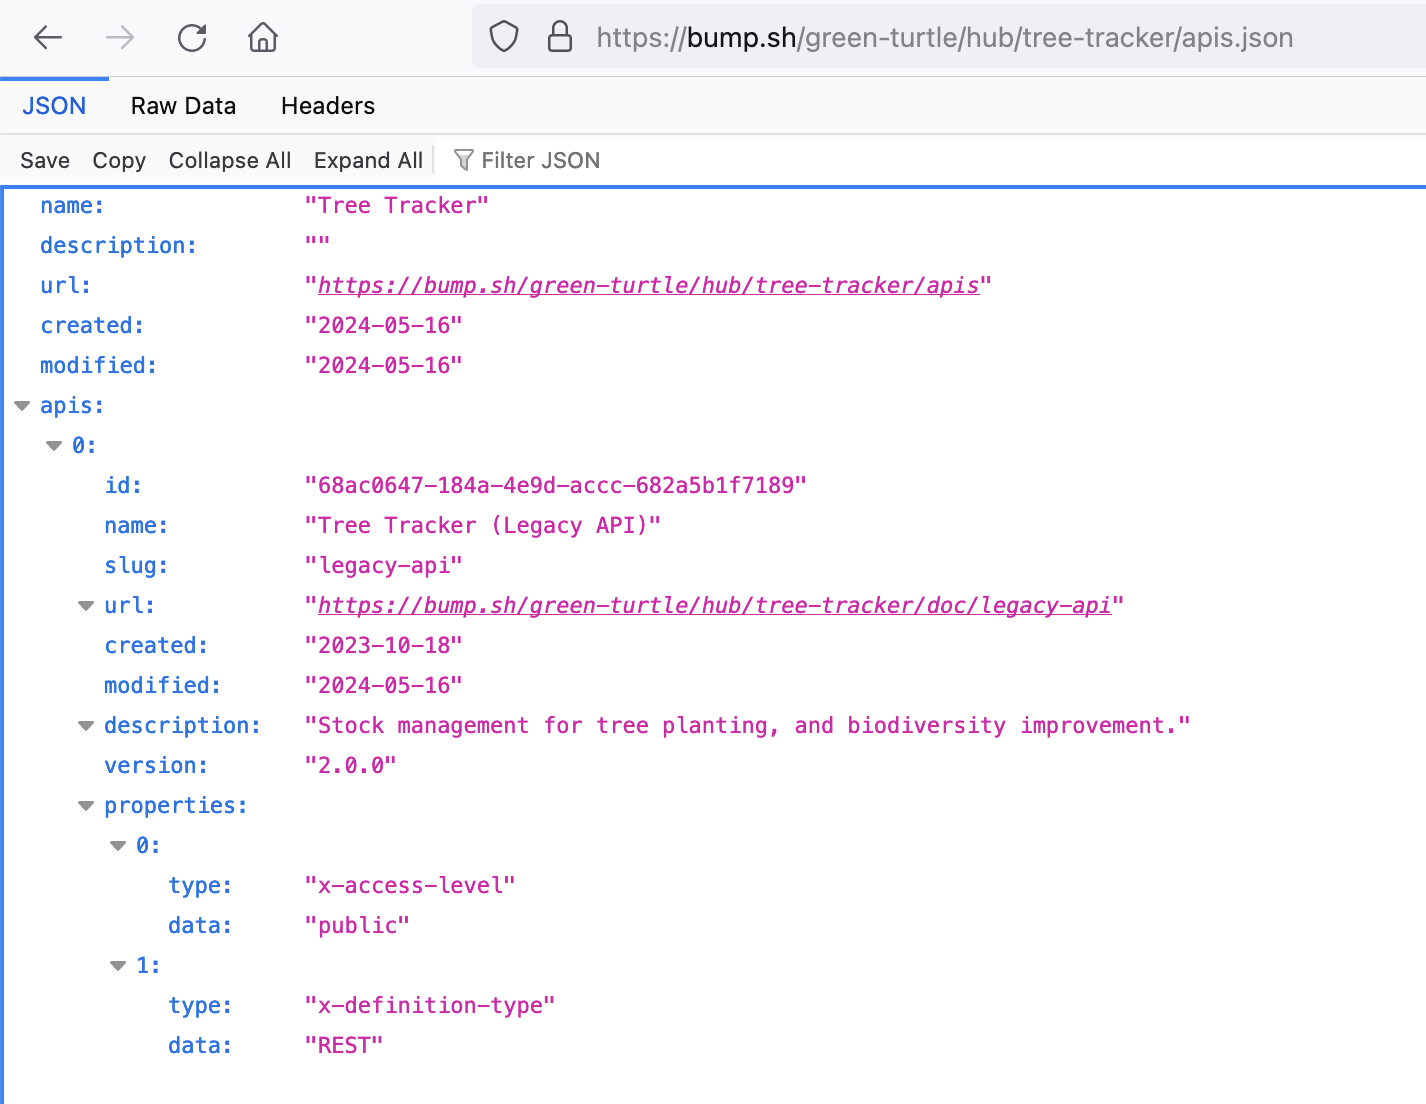 https://bump.sh/green-turtle/hub/tree-tracker/apis.json
JSON Raw Data Headers
Save Copy Collapse All Expand All Filter JSON
name: "Tree Tracker"
description: ""
url: "https://bump.sh/green-turtle/hub/tree-tracker/apis"
created: "2024-05-16"
modified: "2024-05-16"
apis:
0:
id: "68ac0647-184a-4e9d-accc-682a5b1f7189"
name: "Tree Tracker (Legacy API)"
slug: "legacy-api"
url: "https://bump.sh/green-turtle/hub/tree-tracker/doc/legacy-api"
created: "2023-10-18"
modified: "2024-05-16"
description: "Stock management for tree planting, and biodiversity improvement."
version: "2.0.0"
properties:
0:
type: "x-access-level"
data: "public"
1:
type: "x-definition-type"
data: "REST"